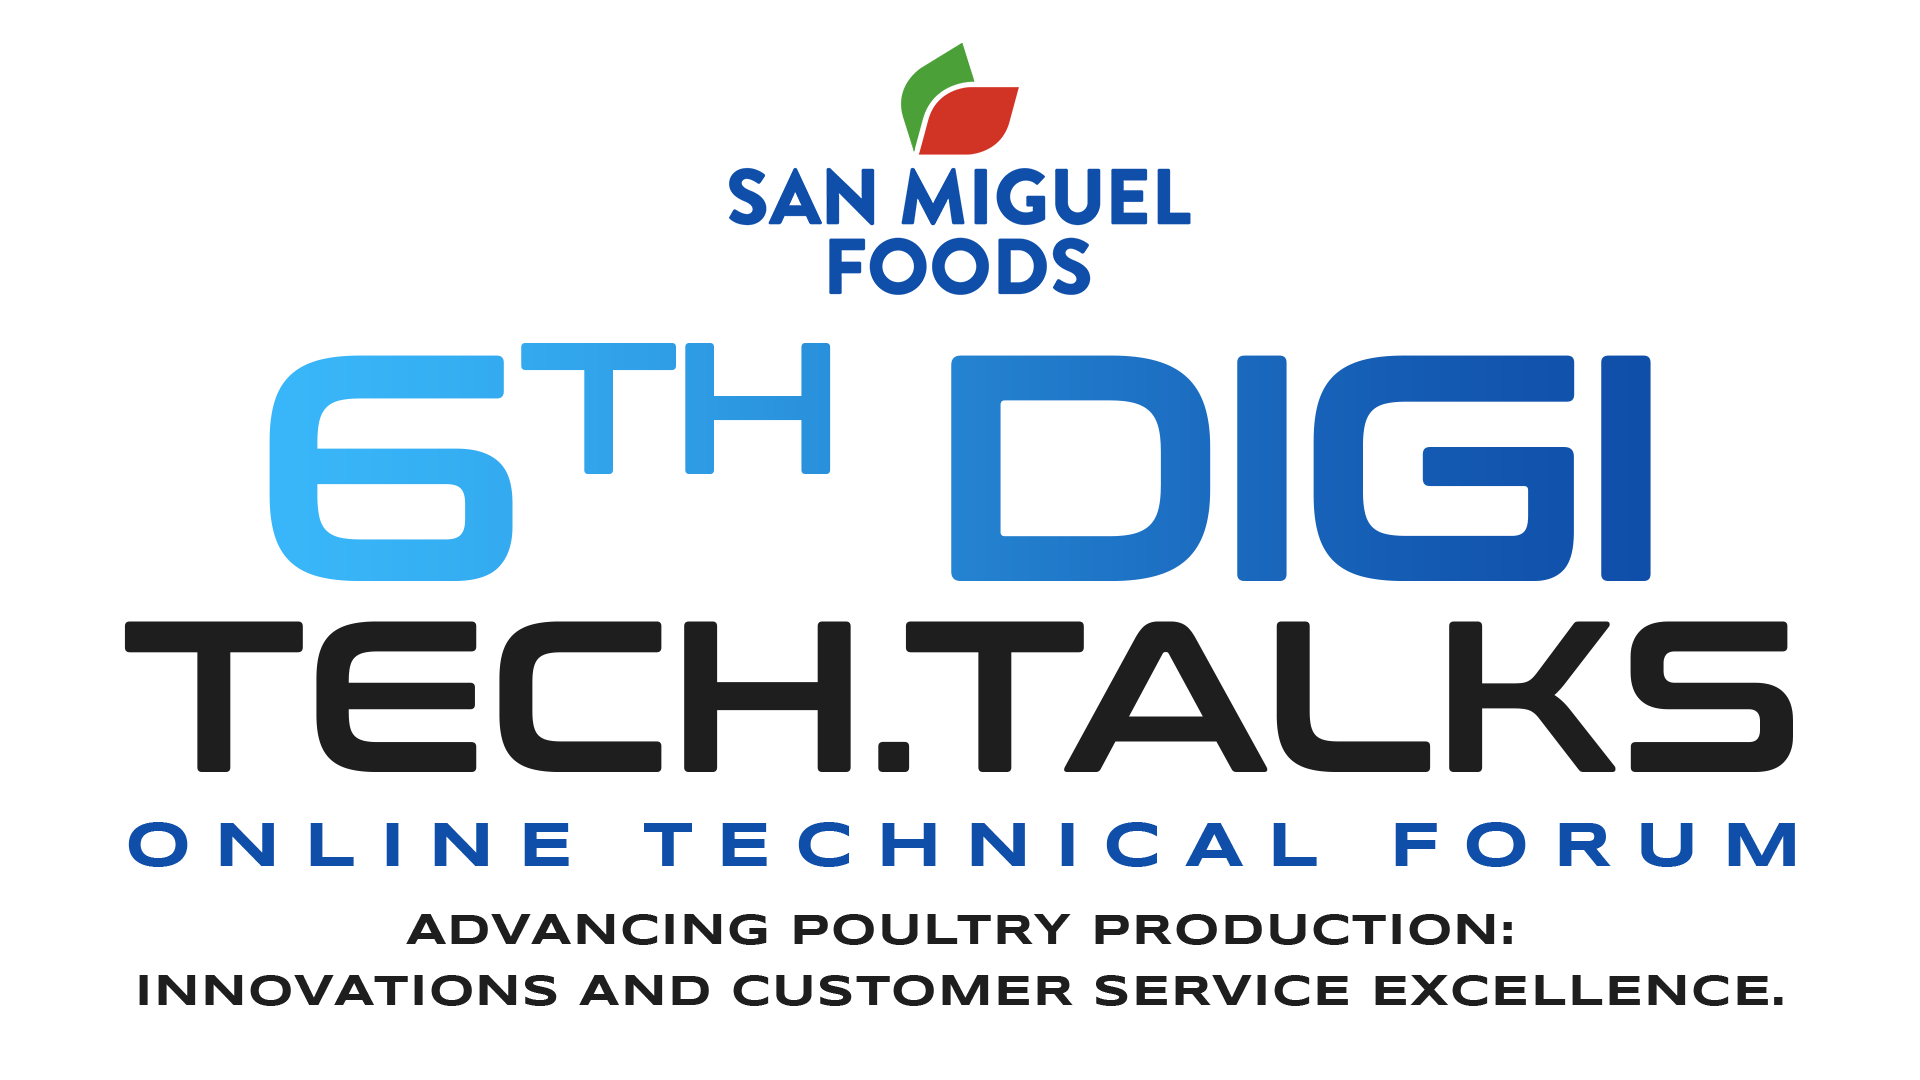 SAN MIGUEL
FOODS
6TH DIGI
TECH.TALKS
ONLINE TECHNICAL FORUM
ADVANCING POULTRY PRODUCTION:
INNOVATIONS AND CUSTOMER SERVICE EXCELLENCE.